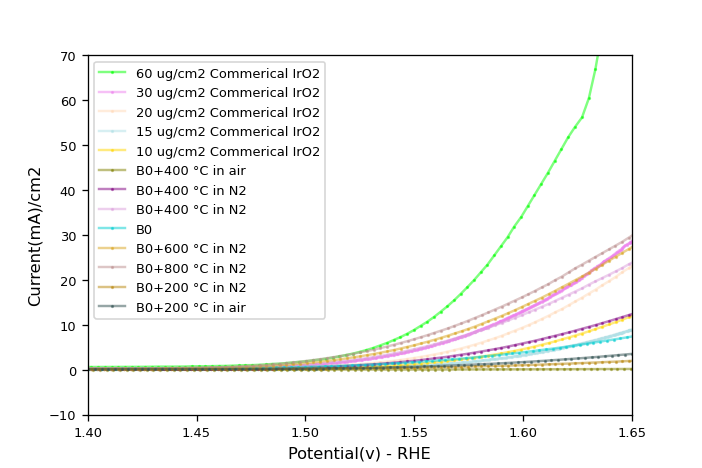 70
60
50
40
30
20
10
0
−10
Current(mA)/cm2
60 ug/cm2 Commerical IrO2
30 ug/cm2 Commerical IrO2
20 ug/cm2 Commerical IrO2
15 ug/cm2 Commerical IrO2
10 ug/cm2 Commerical IrO2
B0+400 °C in air
B0+400 °C in N2
B0+400 °C in N2
B0
B0+600 °C in N2
B0+800 °C in N2
B0+200 °C in N2
B0+200 °C in air
1.40 1.45 1.50 1.55 1.60 1.65
Potential(v) - RHE